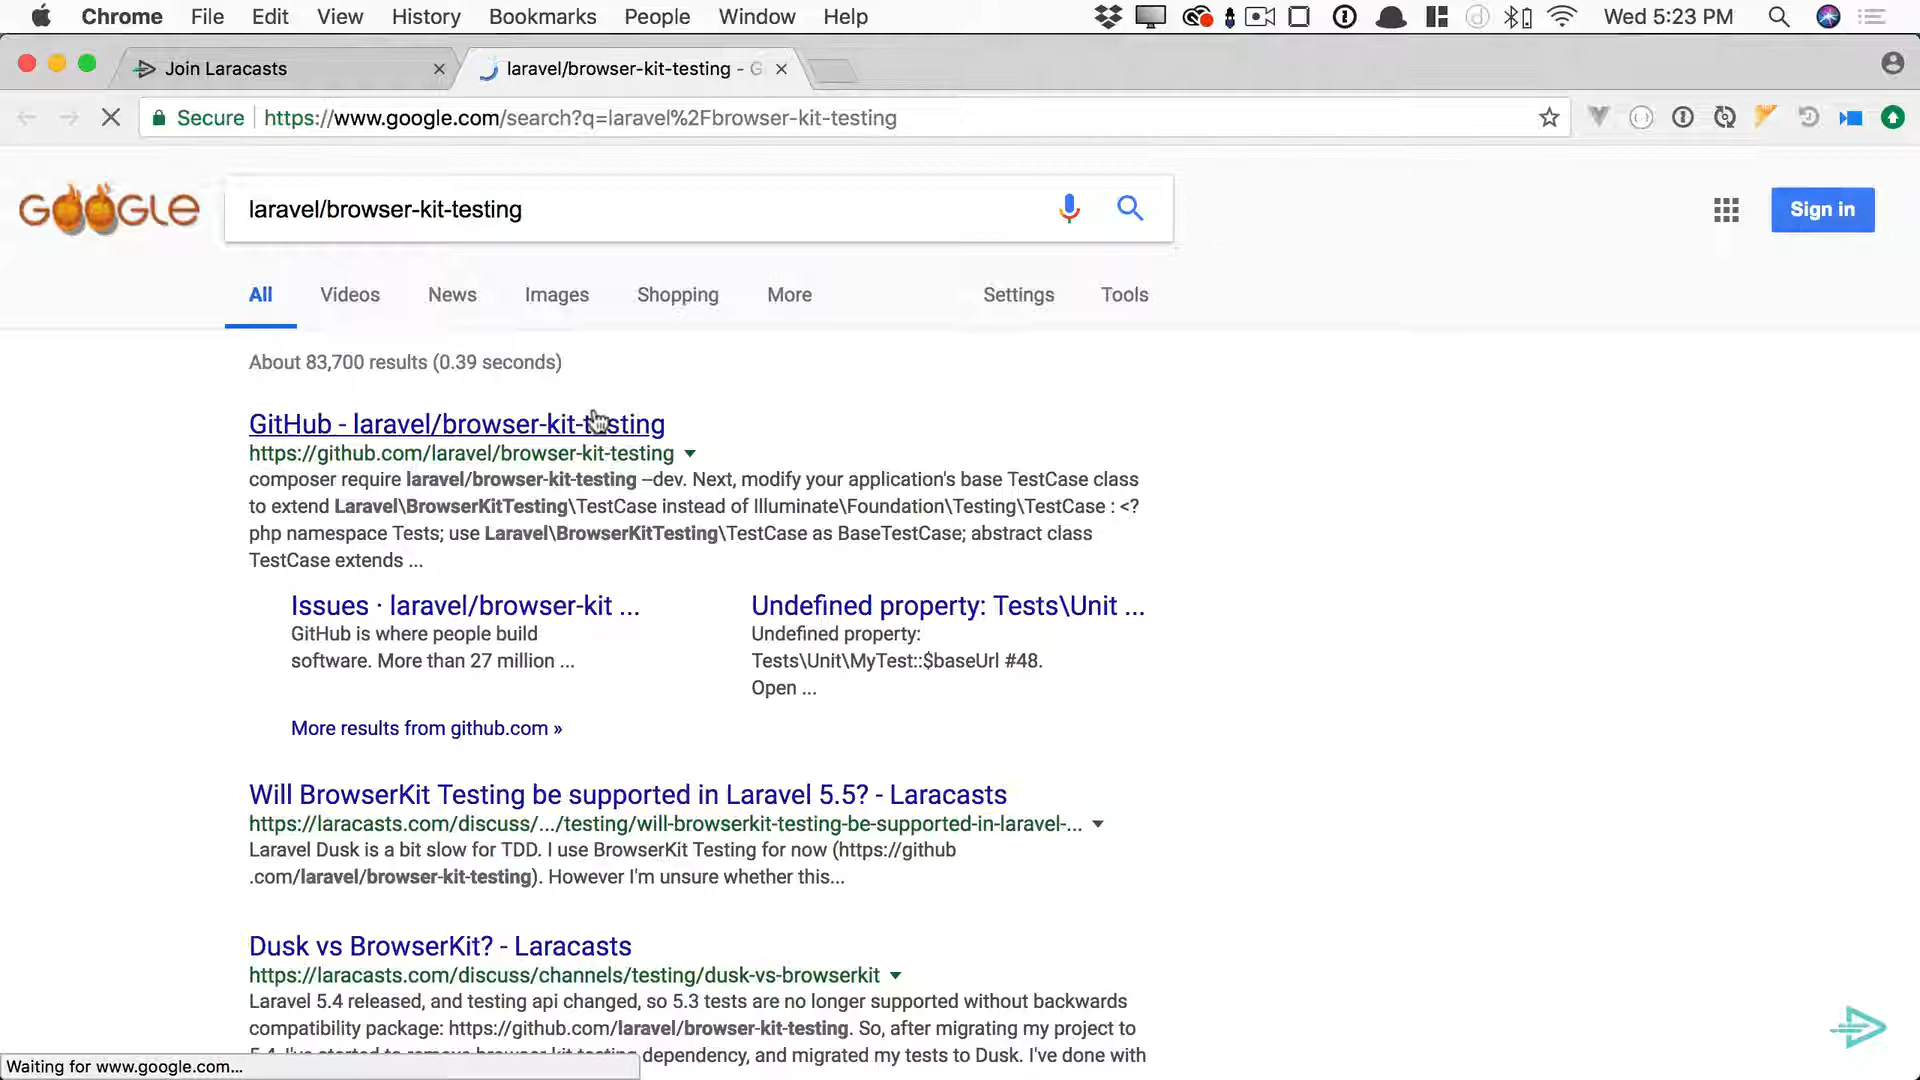 Chrome File Edit View History Bookmarks People Window Help Wed 5:23 PM
Join Laracasts laravel/browser-kit-testing - G
Secure https://www.google.com/search?q=laravel%2Fbrowser-kit-testing
GOOGLE laravel/browser-kit-testing Sign in
All Videos News Images Shopping More Settings Tools
About 83,700 results (0.39 seconds)
GitHub - laravel/browser-kit-testing
https://github.com/laravel/browser-kit-testing
composer require laravel/browser-kit-testing --dev. Next, modify your application's base TestCase class
to extend Laravel\BrowserKitTesting\TestCase instead of Illuminate\Foundation\Testing\TestCase : <?
php namespace Tests; use Laravel\BrowserKitTesting\TestCase as BaseTestCase; abstract class
TestCase extends ...
Issues · laravel/browser-kit ... Undefined property: Tests\Unit ...
GitHub is where people build Undefined property:
software. More than 27 million ... Tests\Unit\MyTest::$baseUrl #48.
Open ...
More results from github.com »
Will BrowserKit Testing be supported in Laravel 5.5? - Laracasts
https://laracasts.com/discuss/.../testing/will-browserkit-testing-be-supported-in-laravel-...
Laravel Dusk is a bit slow for TDD. I use BrowserKit Testing for now (https://github
.com/laravel/browser-kit-testing). However I'm unsure whether this...
Dusk vs BrowserKit? - Laracasts
https://laracasts.com/discuss/channels/testing/dusk-vs-browserkit
Laravel 5.4 released, and testing api changed, so 5.3 tests are no longer supported without backwards
compatibility package: https://github.com/laravel/browser-kit-testing. So, after migrating my project to
5.4, I've started to remove browser kit testing dependency, and migrated my tests to Dusk. I've done with
Waiting for www.google.com...